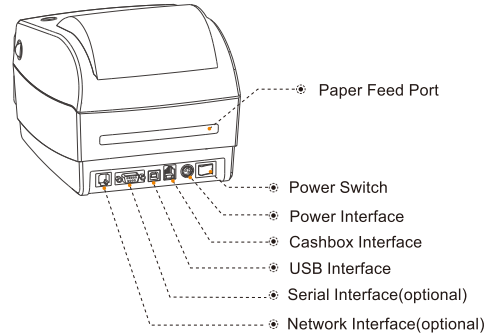 Paper Feed Port
Power Switch
Power Interface
Cashbox Interface
USB Interface
Serial Interface(optional)
Network Interface(optional)